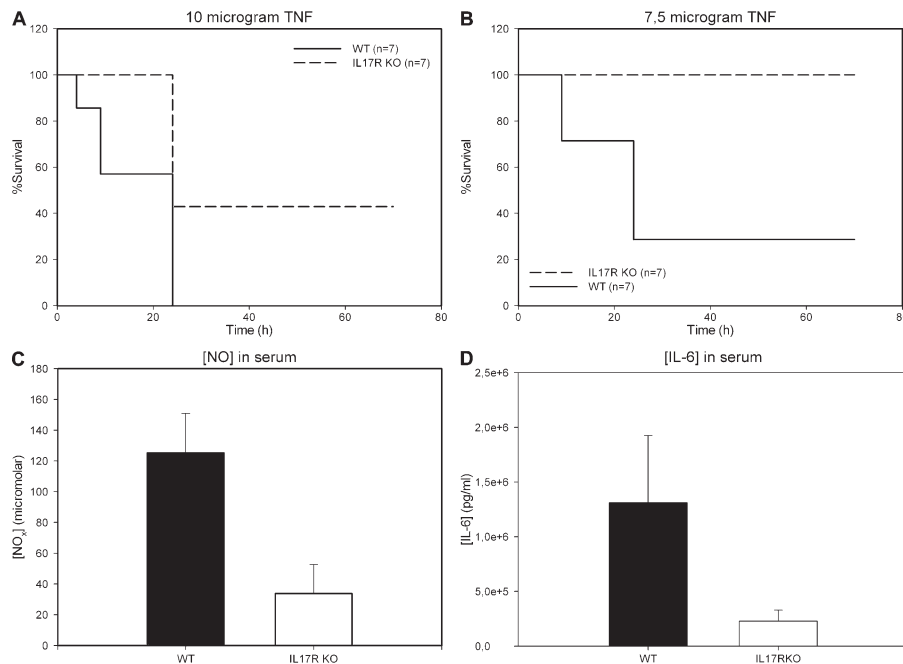 A
10 microgram TNF
120
100
80
60
40
20
0
%Survival
WT (n=7)
IL17R KO (n=7)
0 20 40 60 80
Time (h)
B
7,5 microgram TNF
120
100
80
60
40
20
0
%Survival
IL17R KO (n=7)
WT (n=7)
0 20 40 60 80
Time (h)
C
[NO] in serum
180
160
140
120
100
80
60
40
20
0
[NOx] (micromolar)
WT IL17R KO
D
[IL-6] in serum
2,5e+6
2,0e+6
1,5e+6
1,0e+6
5,0e+5
0,0
[IL-6] (pg/ml)
WT IL17RKO